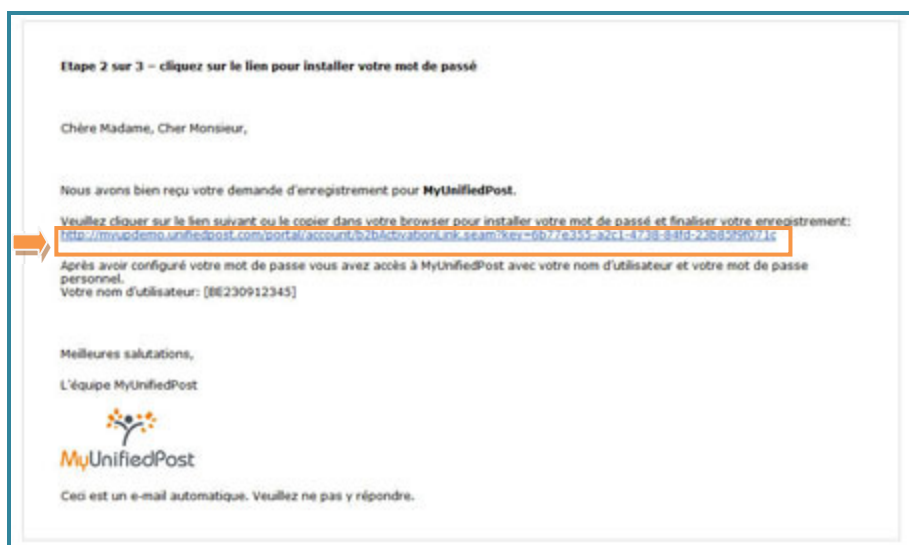 Etape 2 sur 3 – cliquez sur le lien pour installer votre mot de passé
Chère Madame, Cher Monsieur,
Nous avons bien reçu votre demande d'enregistrement pour MyUnifiedPost.
Veuillez cliquer sur le lien suivant ou le copier dans votre browser pour installer votre mot de passé et finaliser votre enregistrement:
http://myupdemo.unifiedpost.com/portal/account/b2bActivationLink.seam?key=6b77e355-a2c1-4738-84fd-23b85f9f071c
Après avoir configuré votre mot de passe vous avez accès à MyUnifiedPost avec votre nom d'utilisateur et votre mot de passe
personnel.
Votre nom d'utilisateur: [BE230912345]
Meilleures salutations,
L'équipe MyUnifiedPost
MyUnifiedPost
Ceci est un e-mail automatique. Veuillez ne pas y répondre.